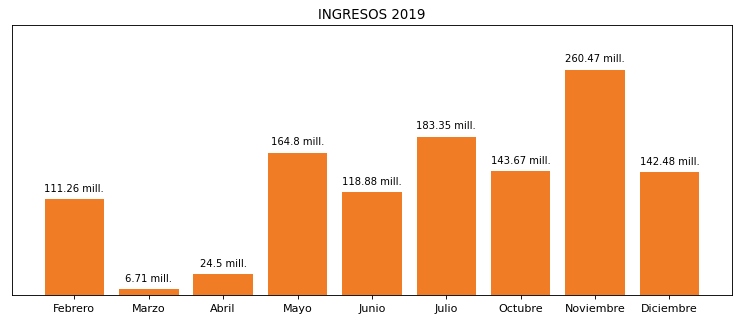 INGRESOS 2019
111.26 mill.
6.71 mill.
24.5 mill.
164.8 mill.
118.88 mill.
183.35 mill.
143.67 mill.
260.47 mill.
142.48 mill.
Febrero Marzo Abril Mayo Junio Julio Octubre Noviembre Diciembre